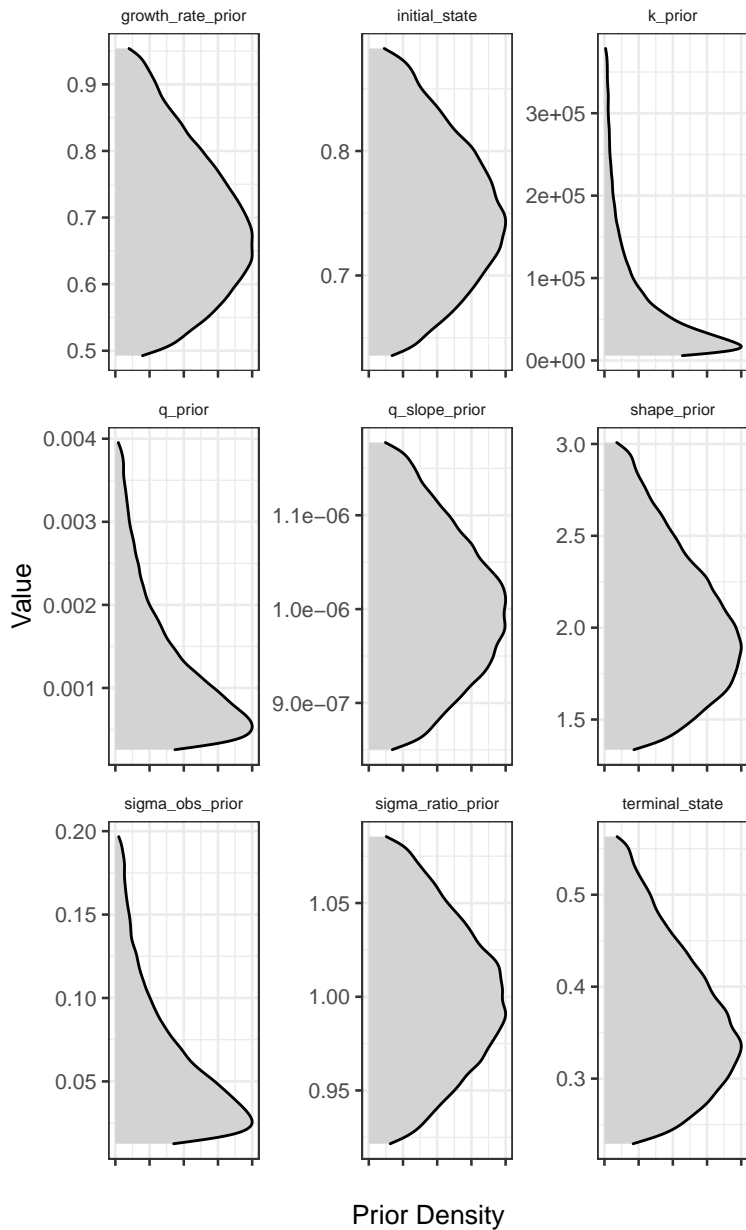 growth_rate_prior
initial_state
k_prior
0.9
0.8
0.7
0.6
0.5
0.8
0.7
3e+05
2e+05
1e+05
0e+00
q_prior
q_slope_prior
shape_prior
0.004
0.003
0.002
0.001
1.1e−06
1.0e−06
9.0e−07
3.0
2.5
2.0
1.5
Value
sigma_obs_prior
sigma_ratio_prior
terminal_state
0.20
0.15
0.10
0.05
1.05
1.00
0.95
0.5
0.4
0.3
Prior Density